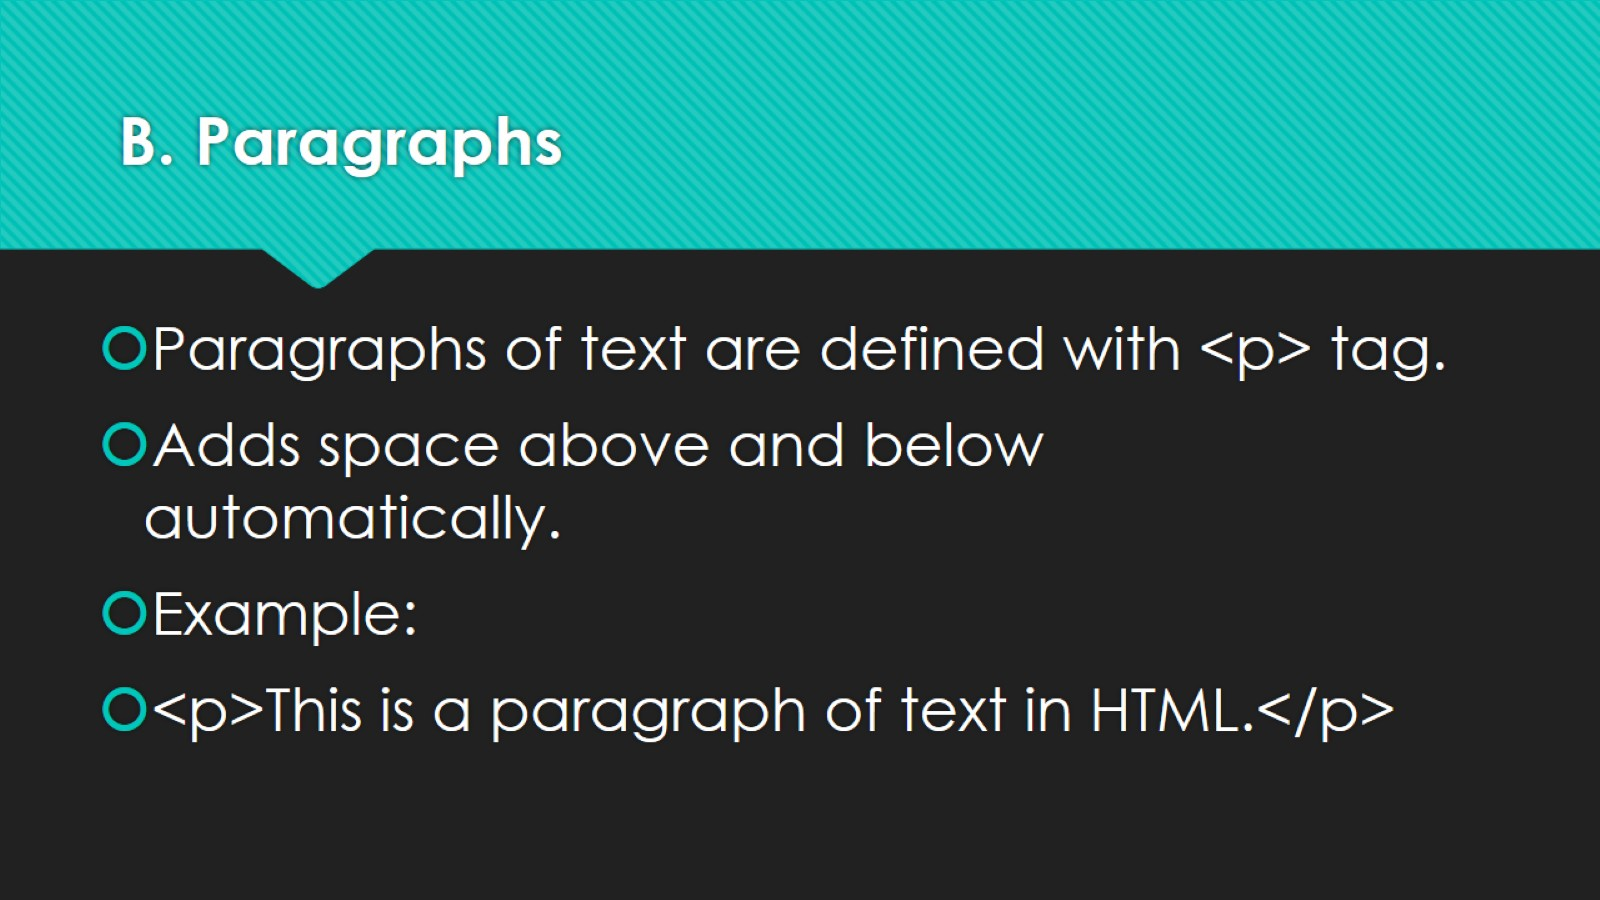 B. Paragraphs
Paragraphs of text are defined with <p> tag.
Adds space above and below
automatically.
Example:
<p>This is a paragraph of text in HTML.</p>